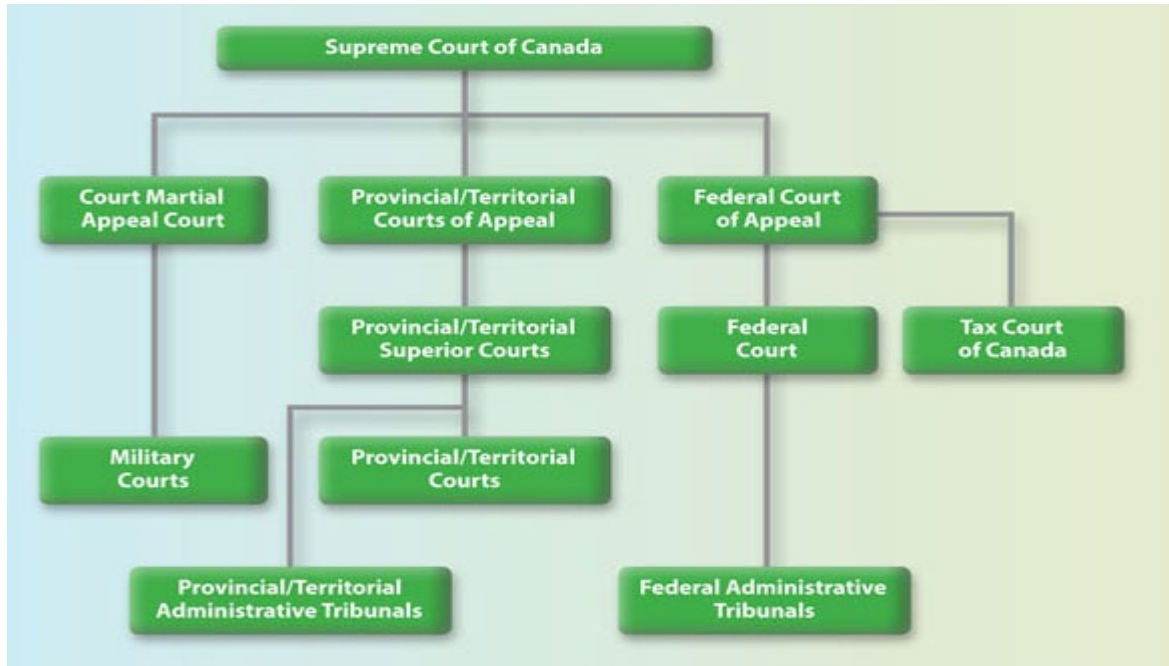 Supreme Court of Canada
Court Martial
Appeal Court
Provincial/Territorial
Courts of Appeal
Federal Court
of Appeal
Provincial/Territorial
Superior Courts
Federal
Court
Tax Court
of Canada
Military
Courts
Provincial/Territorial
Courts
Provincial/Territorial
Administrative Tribunals
Federal Administrative
Tribunals